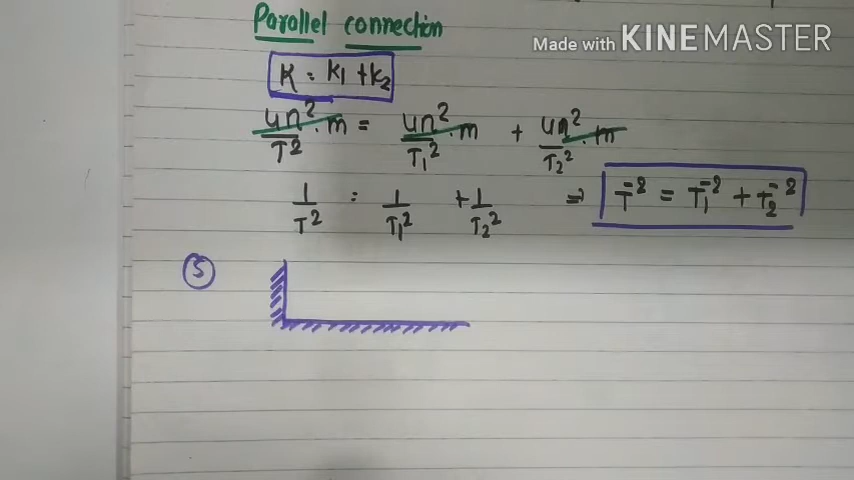 Parallel connection
Made with KINEMASTER
K = K₁ + K₂
4π²/T² · m = 4π²/T₁² · m + 4π²/T₂² · m
1/T² = 1/T₁² + 1/T₂² ⇒ T⁻² = T₁⁻² + T₂⁻²
5